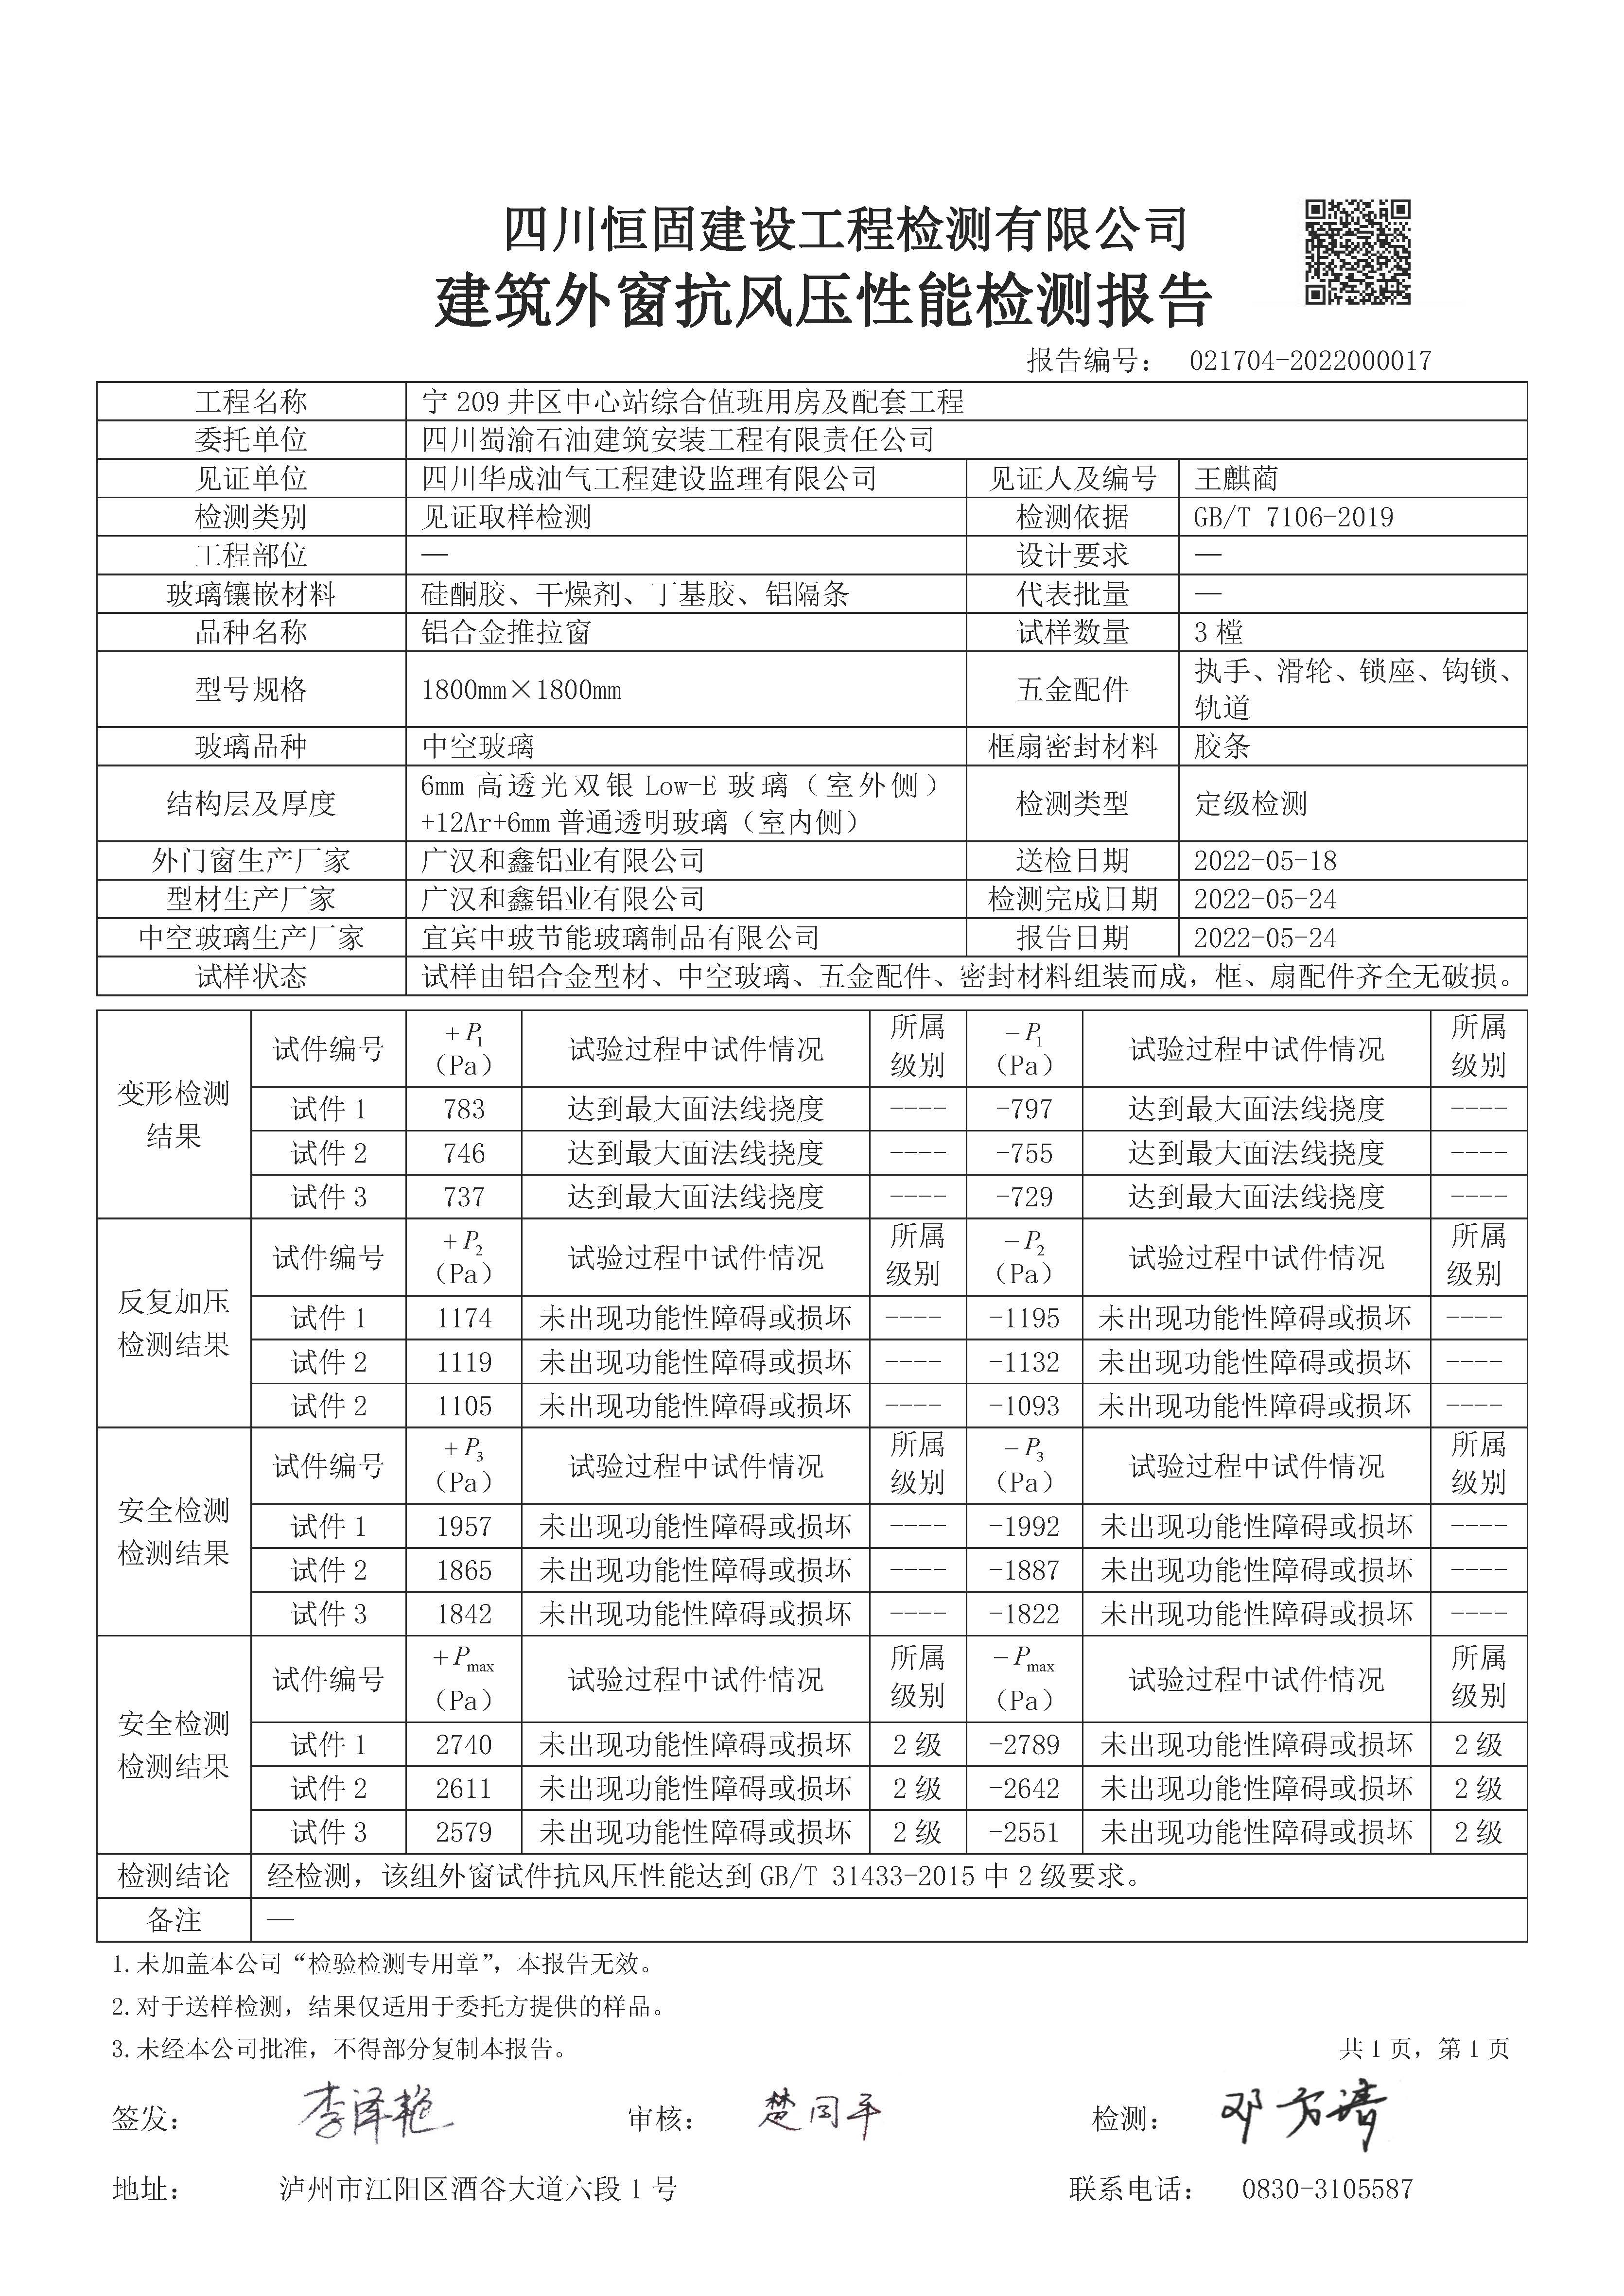 四川恒固建设工程检测有限公司
建筑外窗抗风压性能检测报告
报告编号： 021704-2022000017
工程名称 宁 209 井区中心站综合值班用房及配套工程
委托单位 四川蜀渝石油建筑安装工程有限责任公司
见证单位 四川华成油气工程建设监理有限公司 见证人及编号 王麒蔺
检测类别 见证取样检测 检测依据 GB/T 7106-2019
工程部位 — 设计要求 —
玻璃镶嵌材料 硅酮胶、干燥剂、丁基胶、铝隔条 代表批量 —
品种名称 铝合金推拉窗 试样数量 3 樘
型号规格 1800mm×1800mm 五金配件 执手、滑轮、锁座、钩锁、
轨道
玻璃品种 中空玻璃 框扇密封材料 胶条
结构层及厚度 6mm 高透光双银 Low-E 玻璃（室外侧）
+12Ar+6mm 普通透明玻璃（室内侧） 检测类型 定级检测
外门窗生产厂家 广汉和鑫铝业有限公司 送检日期 2022-05-18
型材生产厂家 广汉和鑫铝业有限公司 检测完成日期 2022-05-24
中空玻璃生产厂家 宜宾中玻节能玻璃制品有限公司 报告日期 2022-05-24
试样状态 试样由铝合金型材、中空玻璃、五金配件、密封材料组装而成，框、扇配件齐全无破损。
变形检测
结果
试件编号 +P1（Pa） 试验过程中试件情况 所属级别 -P1（Pa） 试验过程中试件情况 所属级别
试件 1 783 达到最大面法线挠度 ---- -797 达到最大面法线挠度 ----
试件 2 746 达到最大面法线挠度 ---- -755 达到最大面法线挠度 ----
试件 3 737 达到最大面法线挠度 ---- -729 达到最大面法线挠度 ----
反复加压
检测结果
试件编号 +P2（Pa） 试验过程中试件情况 所属级别 -P2（Pa） 试验过程中试件情况 所属级别
试件 1 1174 未出现功能性障碍或损坏 ---- -1195 未出现功能性障碍或损坏 ----
试件 2 1119 未出现功能性障碍或损坏 ---- -1132 未出现功能性障碍或损坏 ----
试件 2 1105 未出现功能性障碍或损坏 ---- -1093 未出现功能性障碍或损坏 ----
安全检测
检测结果
试件编号 +P3（Pa） 试验过程中试件情况 所属级别 -P3（Pa） 试验过程中试件情况 所属级别
试件 1 1957 未出现功能性障碍或损坏 ---- -1992 未出现功能性障碍或损坏 ----
试件 2 1865 未出现功能性障碍或损坏 ---- -1887 未出现功能性障碍或损坏 ----
试件 3 1842 未出现功能性障碍或损坏 ---- -1822 未出现功能性障碍或损坏 ----
安全检测
检测结果
试件编号 +Pmax（Pa） 试验过程中试件情况 所属级别 -Pmax（Pa） 试验过程中试件情况 所属级别
试件 1 2740 未出现功能性障碍或损坏 2 级 -2789 未出现功能性障碍或损坏 2 级
试件 2 2611 未出现功能性障碍或损坏 2 级 -2642 未出现功能性障碍或损坏 2 级
试件 3 2579 未出现功能性障碍或损坏 2 级 -2551 未出现功能性障碍或损坏 2 级
检测结论 经检测，该组外窗试件抗风压性能达到 GB/T 31433-2015 中 2 级要求。
备注 —
1.未加盖本公司“检验检测专用章”，本报告无效。
2.对于送样检测，结果仅适用于委托方提供的样品。
3.未经本公司批准，不得部分复制本报告。 共 1 页，第 1 页
签发： 李泽艳 审核： 楚同平 检测： 邓方清
地址： 泸州市江阳区酒谷大道六段 1 号 联系电话： 0830-3105587